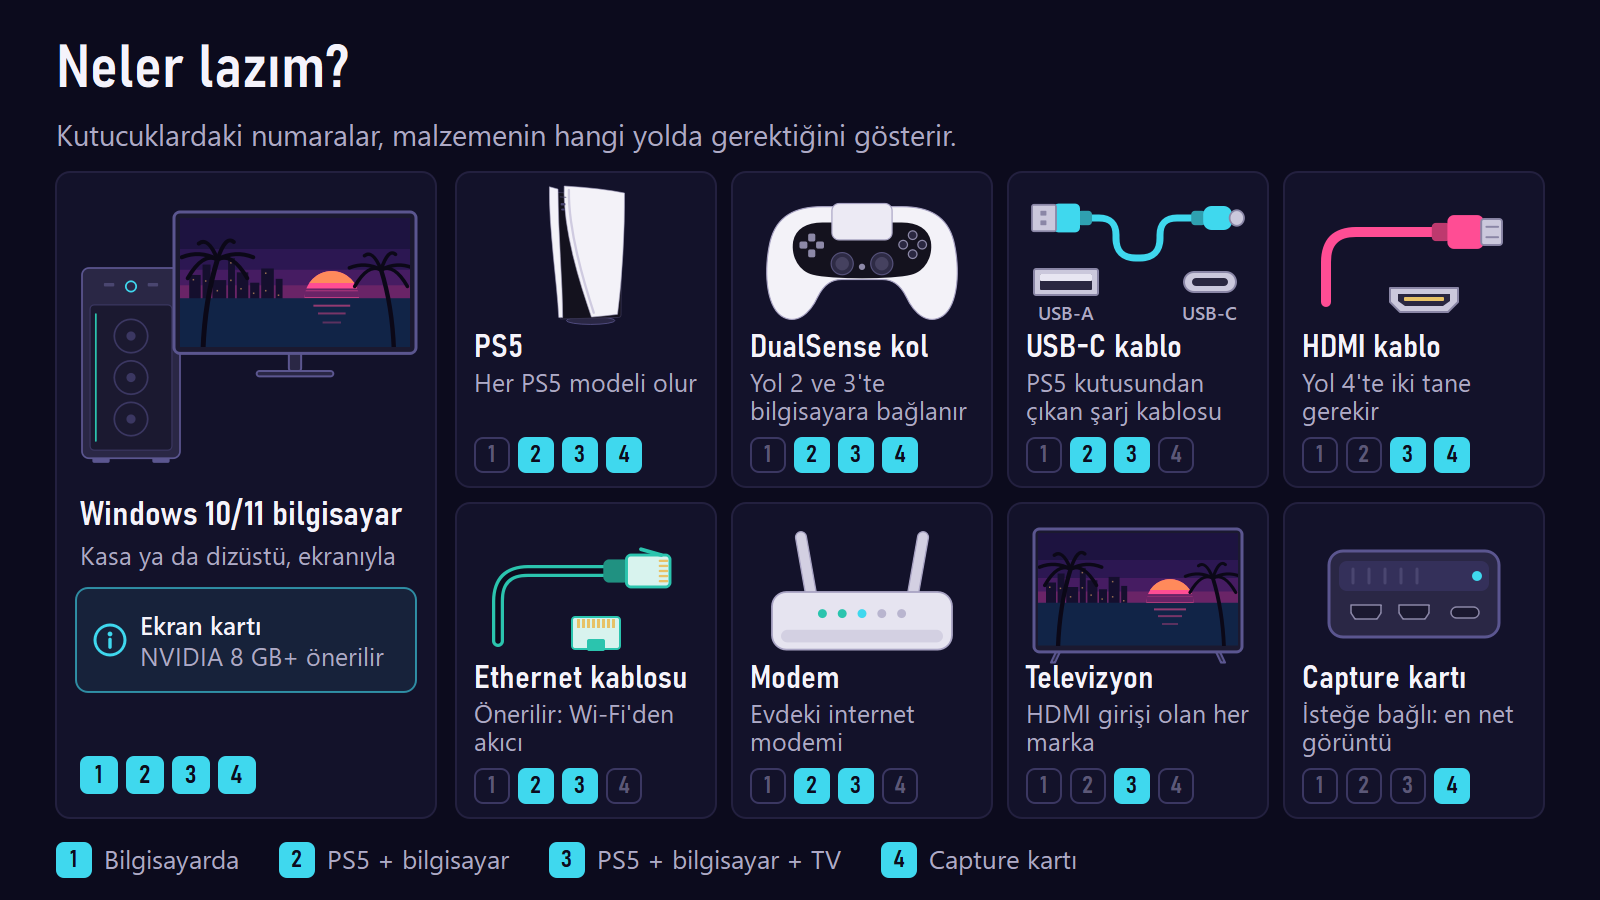 Neler lazım?
Kutucuklardaki numaralar, malzemenin hangi yolda gerektiğini gösterir.
Windows 10/11 bilgisayar
Kasa ya da dizüstü, ekranıyla
Ekran kartı
NVIDIA 8 GB+ önerilir
1 2 3 4
PS5
Her PS5 modeli olur
1 2 3 4
DualSense kol
Yol 2 ve 3'te
bilgisayara bağlanır
1 2 3 4
USB-A USB-C
USB-C kablo
PS5 kutusundan
çıkan şarj kablosu
1 2 3 4
HDMI kablo
Yol 4'te iki tane
gerekir
1 2 3 4
Ethernet kablosu
Önerilir: Wi-Fi'den
akıcı
1 2 3 4
Modem
Evdeki internet
modemi
1 2 3 4
Televizyon
HDMI girişi olan her
marka
1 2 3 4
Capture kartı
İsteğe bağlı: en net
görüntü
1 2 3 4
1 Bilgisayarda 2 PS5 + bilgisayar 3 PS5 + bilgisayar + TV 4 Capture kartı